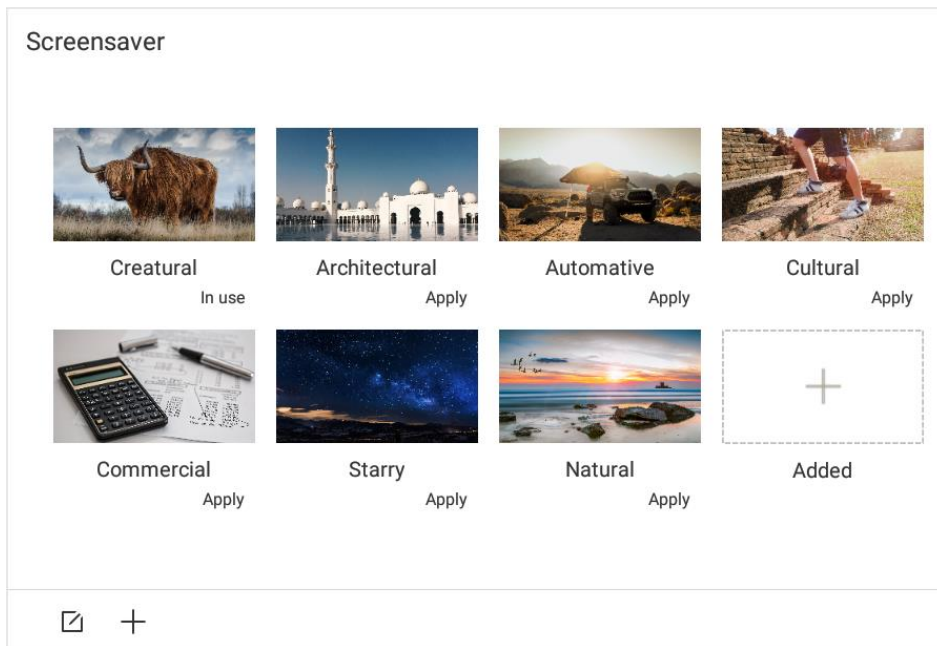 Screensaver
Creatural
Architectural
Automative
Cultural
In use
Apply
Apply
Apply
Commercial
Starry
Natural
Added
Apply
Apply
Apply